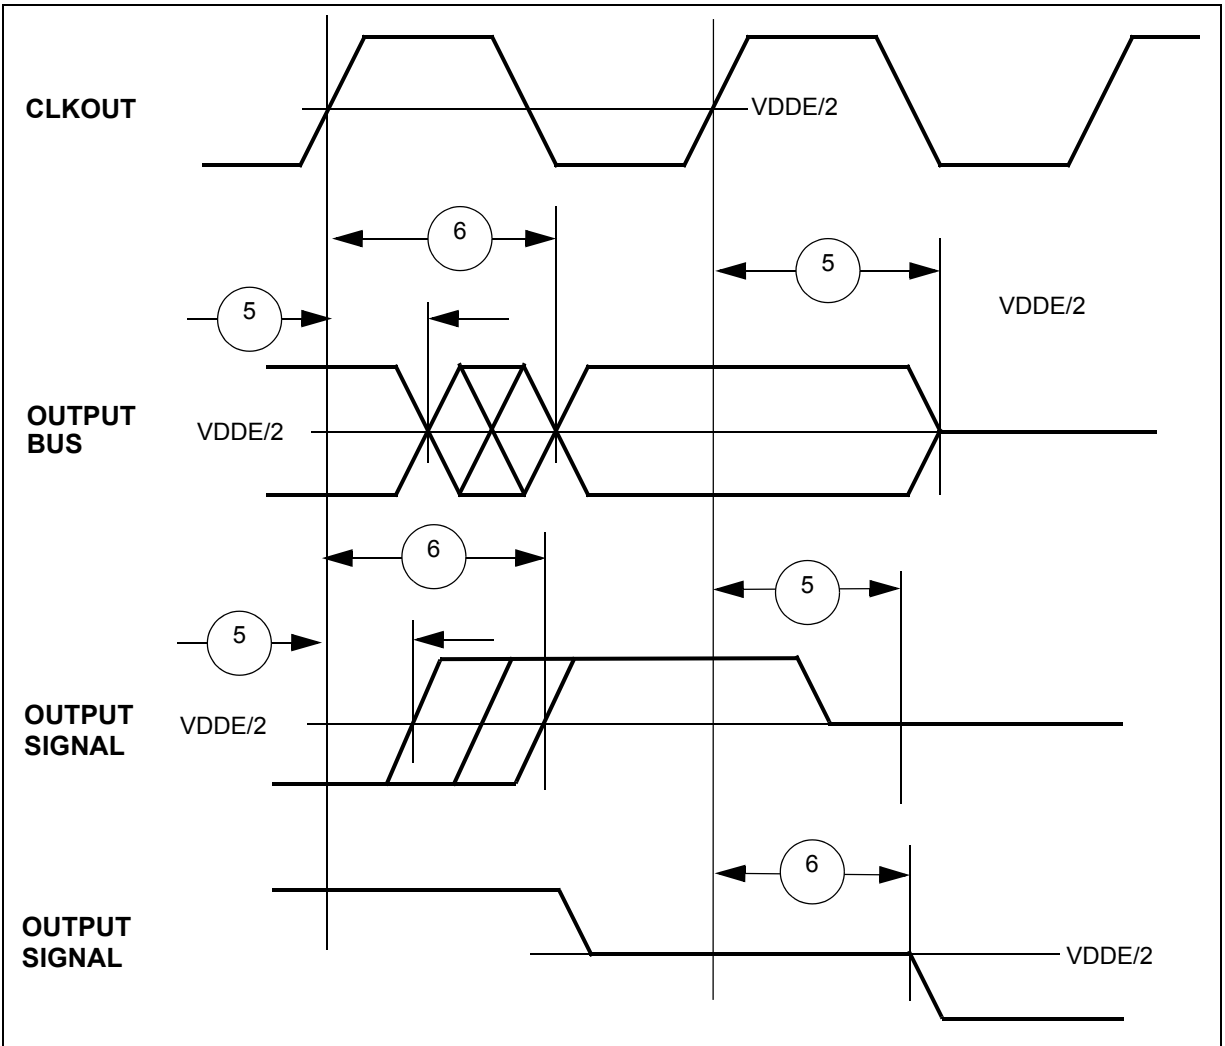 CLKOUT
VDDE/2
6
5
5
VDDE/2
OUTPUT
BUS
VDDE/2
6
5
5
OUTPUT
SIGNAL
VDDE/2
6
OUTPUT
SIGNAL
VDDE/2